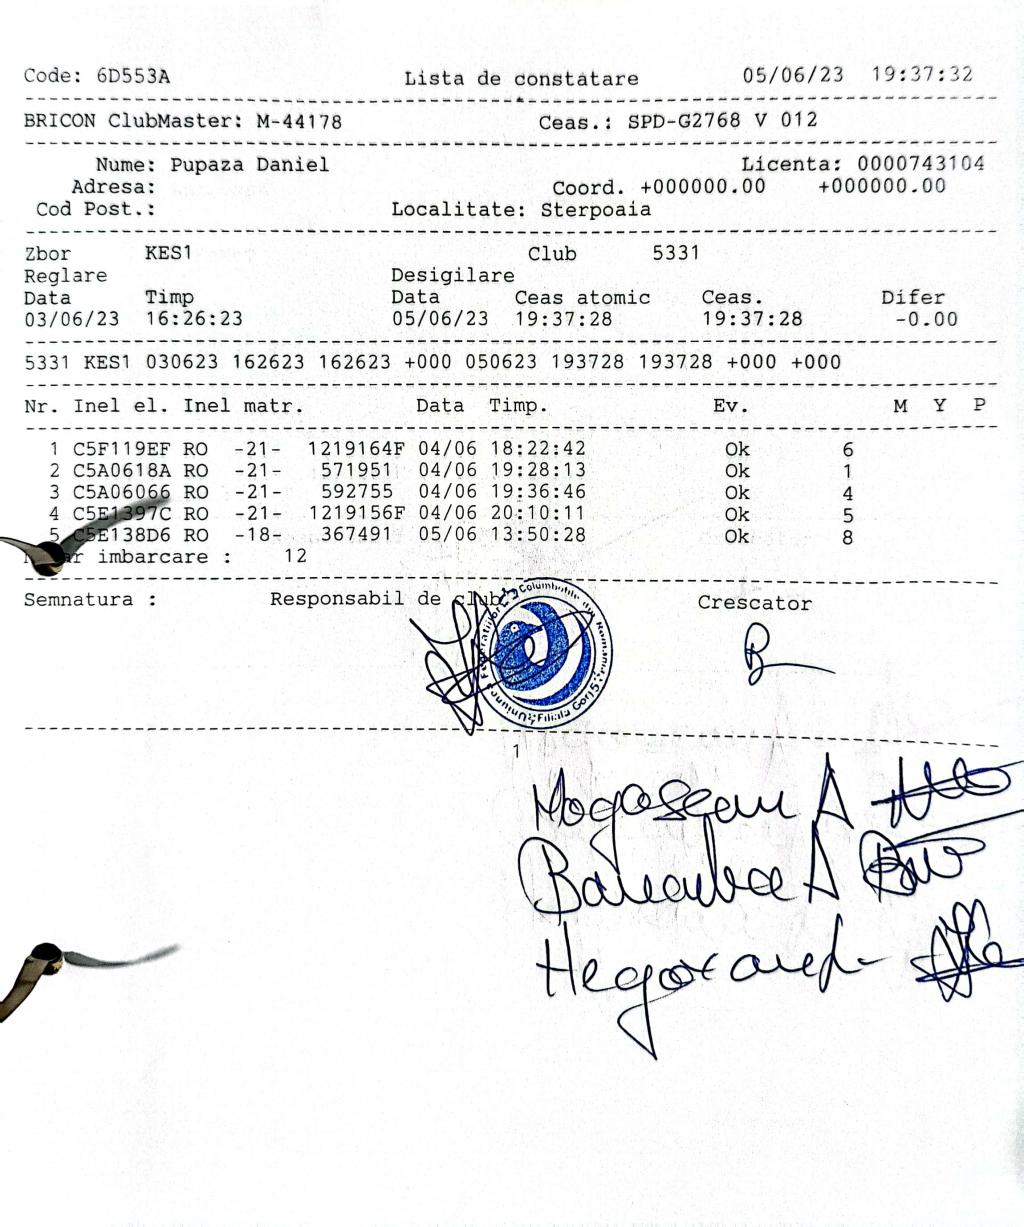 Code: 6D553A Lista de constatare 05/06/23 19:37:32
BRICON ClubMaster: M-44178 Ceas.: SPD-G2768 V 012
Nume: Pupaza Daniel Licenta: 0000743104
Adresa: Coord. +000000.00 +000000.00
Cod Post.: Localitate: Sterpoaia
Zbor KES1 Club 5331
Reglare Desigilare
Data Timp Data Ceas atomic Ceas. Difer
03/06/23 16:26:23 05/06/23 19:37:28 19:37:28 -0.00
5331 KES1 030623 162623 162623 +000 050623 193728 193728 +000 +000
Nr. Inel el. Inel matr. Data Timp. Ev. M Y P
1 C5F119EF RO -21- 1219164F 04/06 18:22:42 Ok 6
2 C5A0618A RO -21- 571951 04/06 19:28:13 Ok 1
3 C5A06066 RO -21- 592755 04/06 19:36:46 Ok 4
4 C5E1397C RO -21- 1219156F 04/06 20:10:11 Ok 5
5 C5E138D6 RO -18- 367491 05/06 13:50:28 Ok 8
imbarcare : 12
Semnatura : Responsabil de club Crescator
Columbofile din Romania
Filiala Gorj
1
A
A